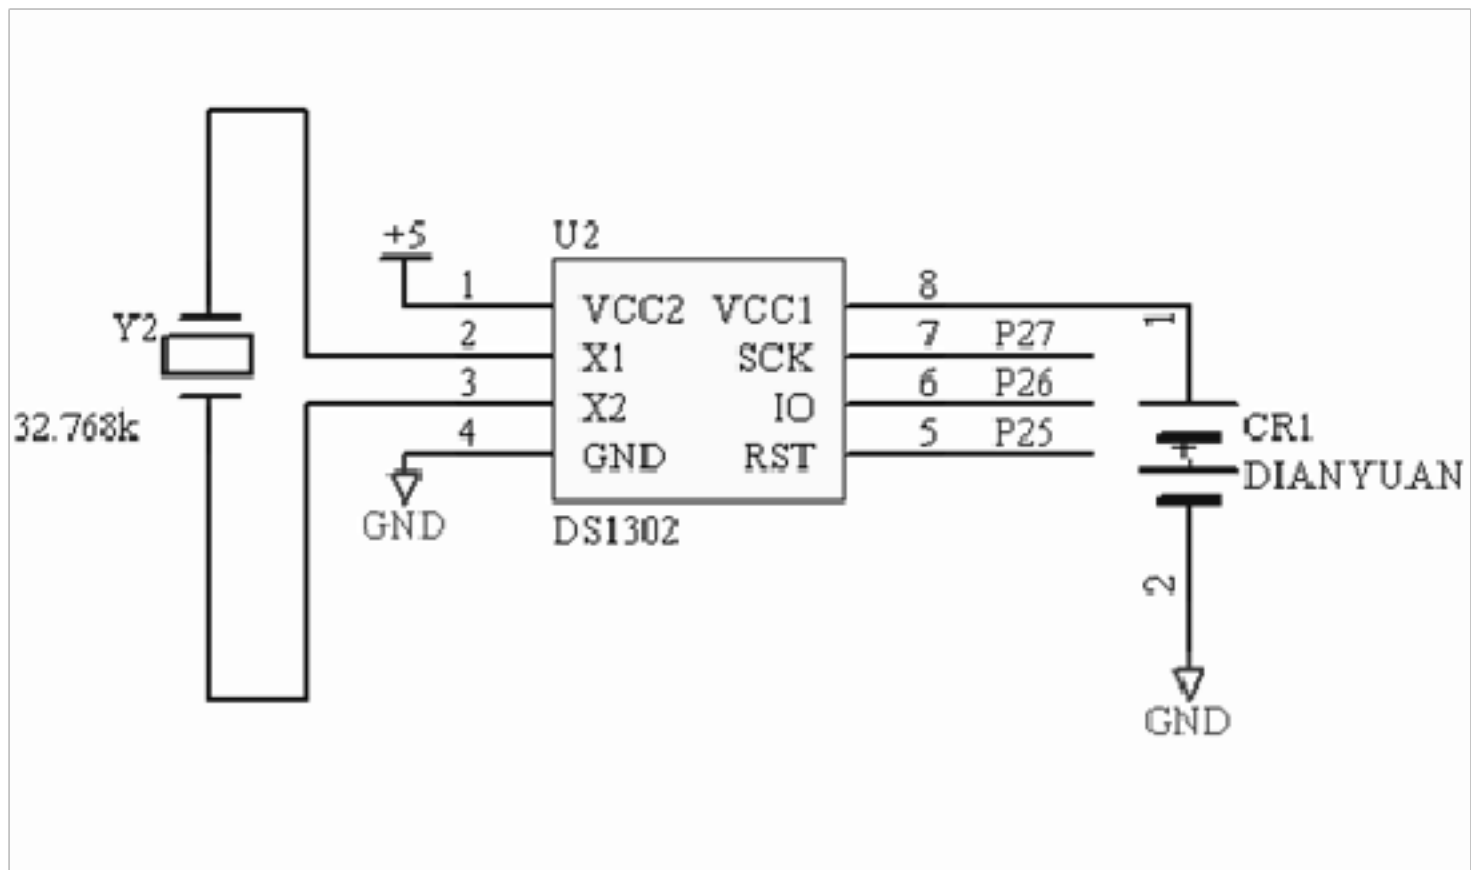 +5
U2
1
8
VCC2
VCC1
1
Y2
2
7
P27
X1
SCK
3
6
P26
32.768k
X2
IO
CR1
4
5
P25
GND
RST
+
DIANYUAN
GND
DS1302
2
GND